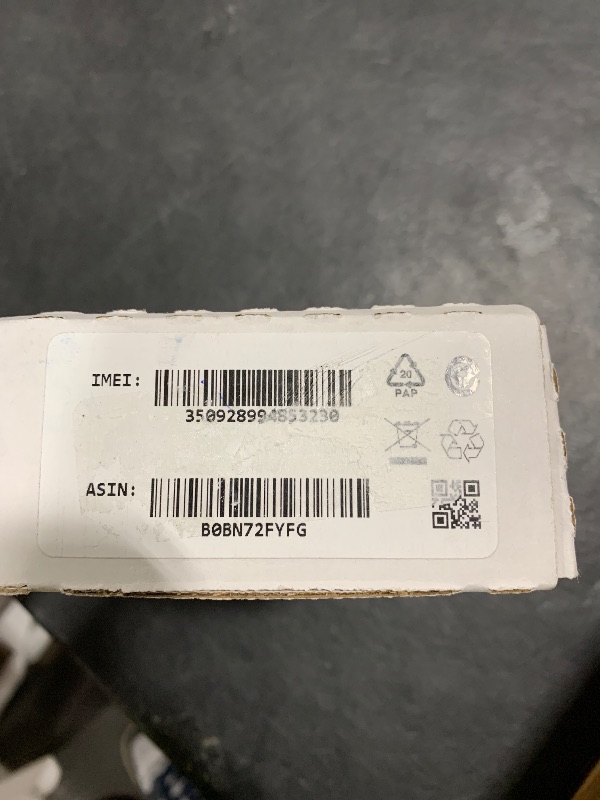 IMEI:
350928994853230
ASIN:
B0BN72FYFG
20
PAP